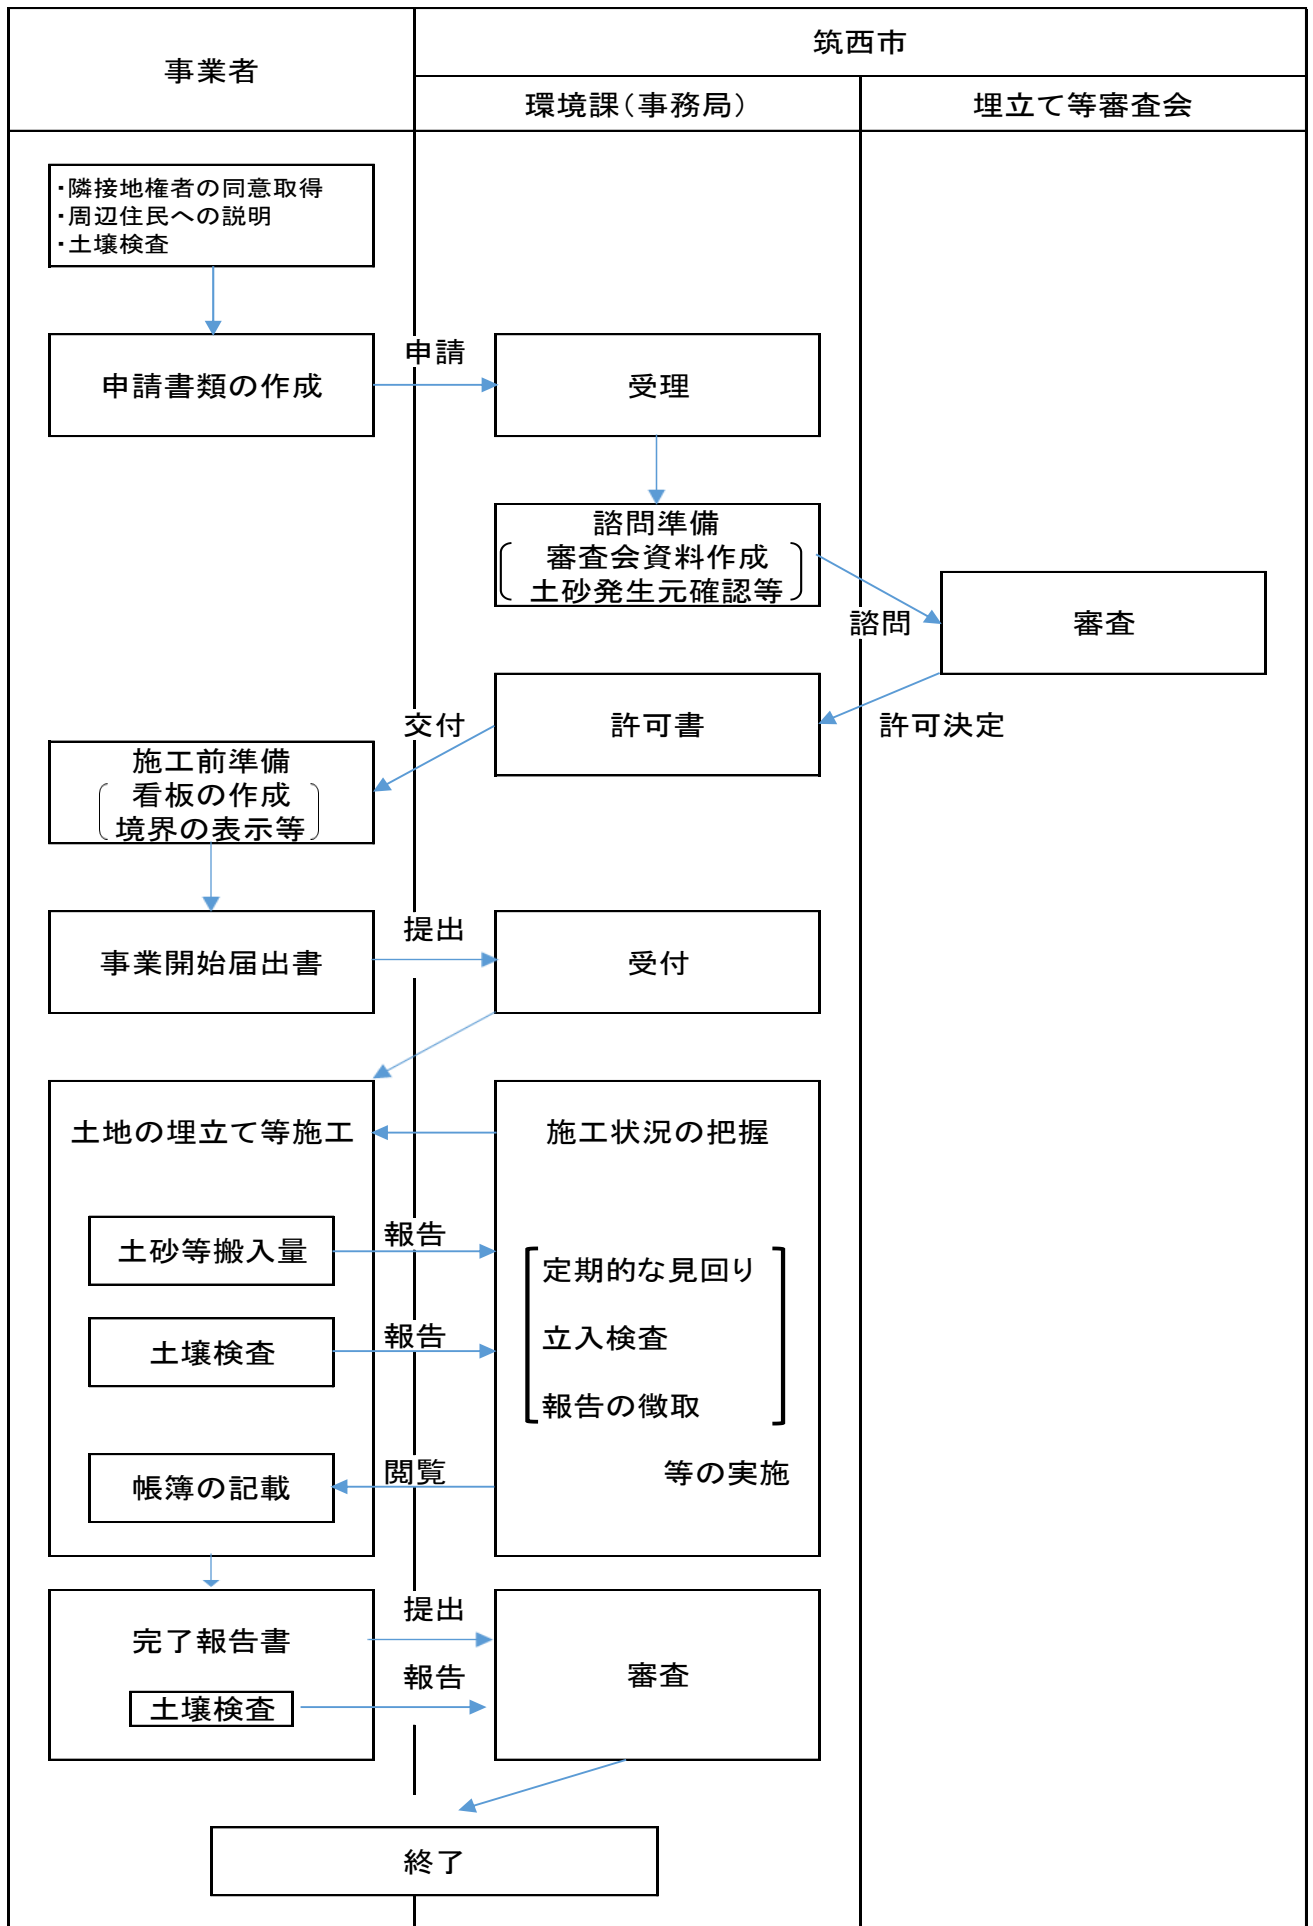 事業者
筑西市
環境課（事務局）
埋立て等審査会
・隣接地権者の同意取得
・周辺住民への説明
・土壌検査
申請書類の作成
申請
受理
諮問準備
審査会資料作成
土砂発生元確認等
諮問
審査
許可決定
許可書
交付
施工前準備
看板の作成
境界の表示等
事業開始届出書
提出
受付
土地の埋立て等施工
施工状況の把握
土砂等搬入量
報告
定期的な見回り
土壌検査
報告
立入検査
報告の徴取
帳簿の記載
閲覧
等の実施
完了報告書
提出
審査
土壌検査
報告
終了